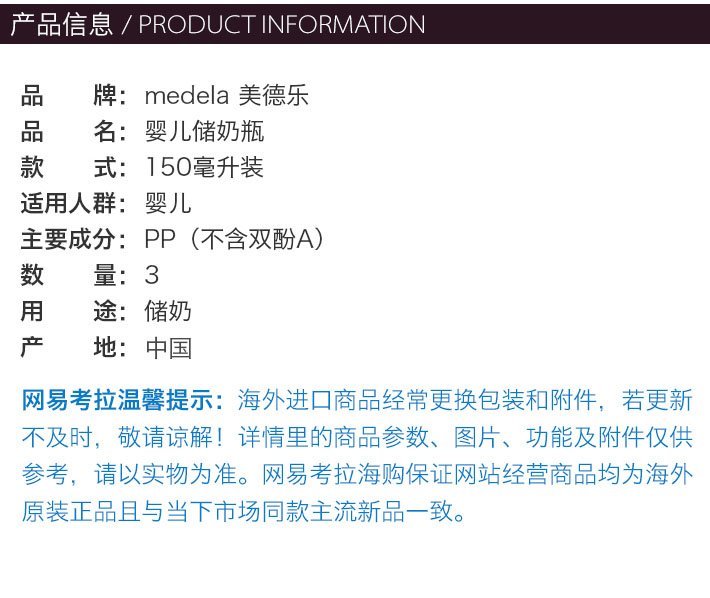 产品信息 / PRODUCT INFORMATION
品 牌：medela 美德乐
品 名：婴儿储奶瓶
款 式：150毫升装
适用人群：婴儿
主要成分：PP（不含双酚A）
数 量：3
用 途：储奶
产 地：中国
网易考拉温馨提示：海外进口商品经常更换包装和附件，若更新
不及时，敬请谅解！详情里的商品参数、图片、功能及附件仅供
参考，请以实物为准。网易考拉海购保证网站经营商品均为海外
原装正品且与当下市场同款主流新品一致。